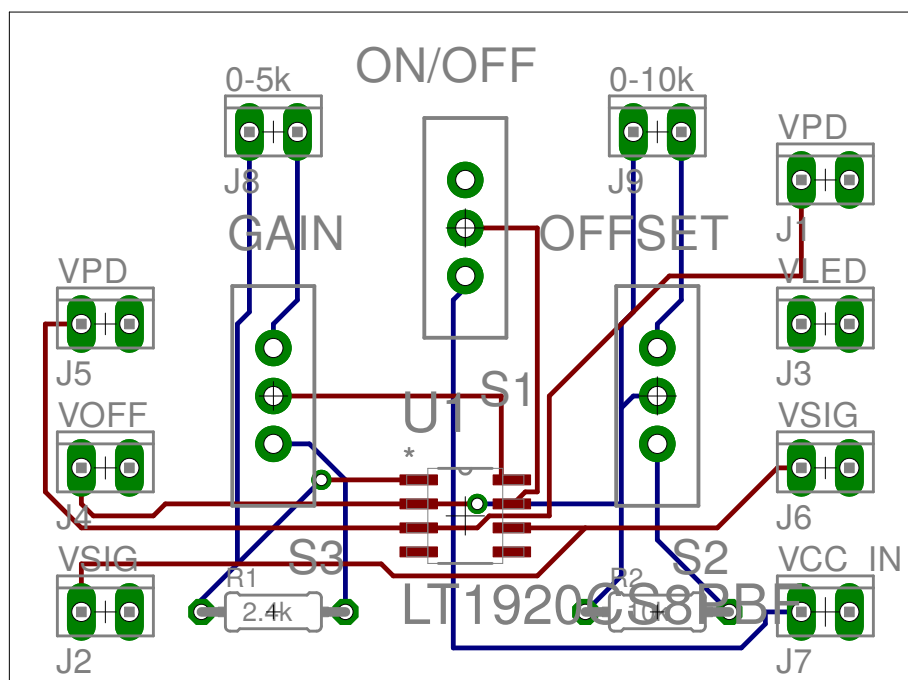 ON/OFF
0-5k
0-10k
VPD
J8
J9
J1
GAIN
OFFSET
VPD
VLED
J5
J3
S1
U1
VOFF
VSIG
*
J4
J6
VSIG
S3
S2
VCC_IN
R1
R2
2.4k
LT1920CS8PBF
J2
J7